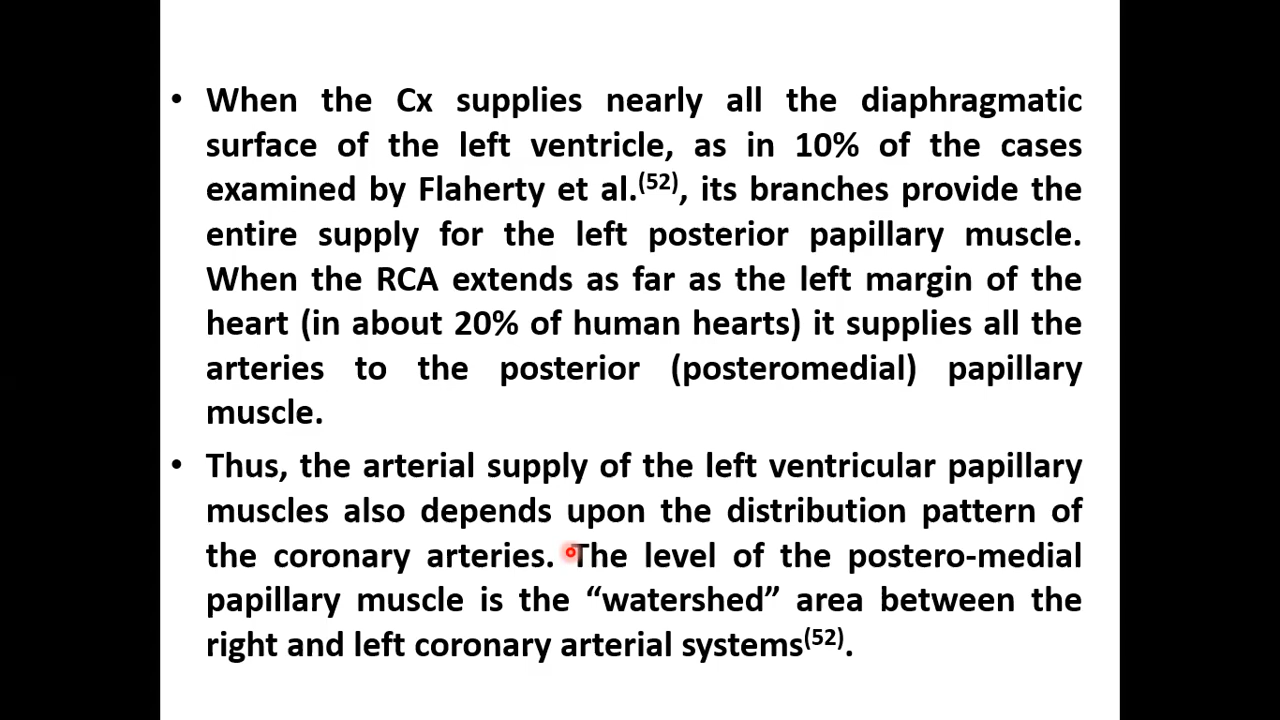 • When the Cx supplies nearly all the diaphragmatic
surface of the left ventricle, as in 10% of the cases
examined by Flaherty et al.(52), its branches provide the
entire supply for the left posterior papillary muscle.
When the RCA extends as far as the left margin of the
heart (in about 20% of human hearts) it supplies all the
arteries to the posterior (posteromedial) papillary
muscle.
• Thus, the arterial supply of the left ventricular papillary
muscles also depends upon the distribution pattern of
the coronary arteries. The level of the postero-medial
papillary muscle is the “watershed” area between the
right and left coronary arterial systems(52).